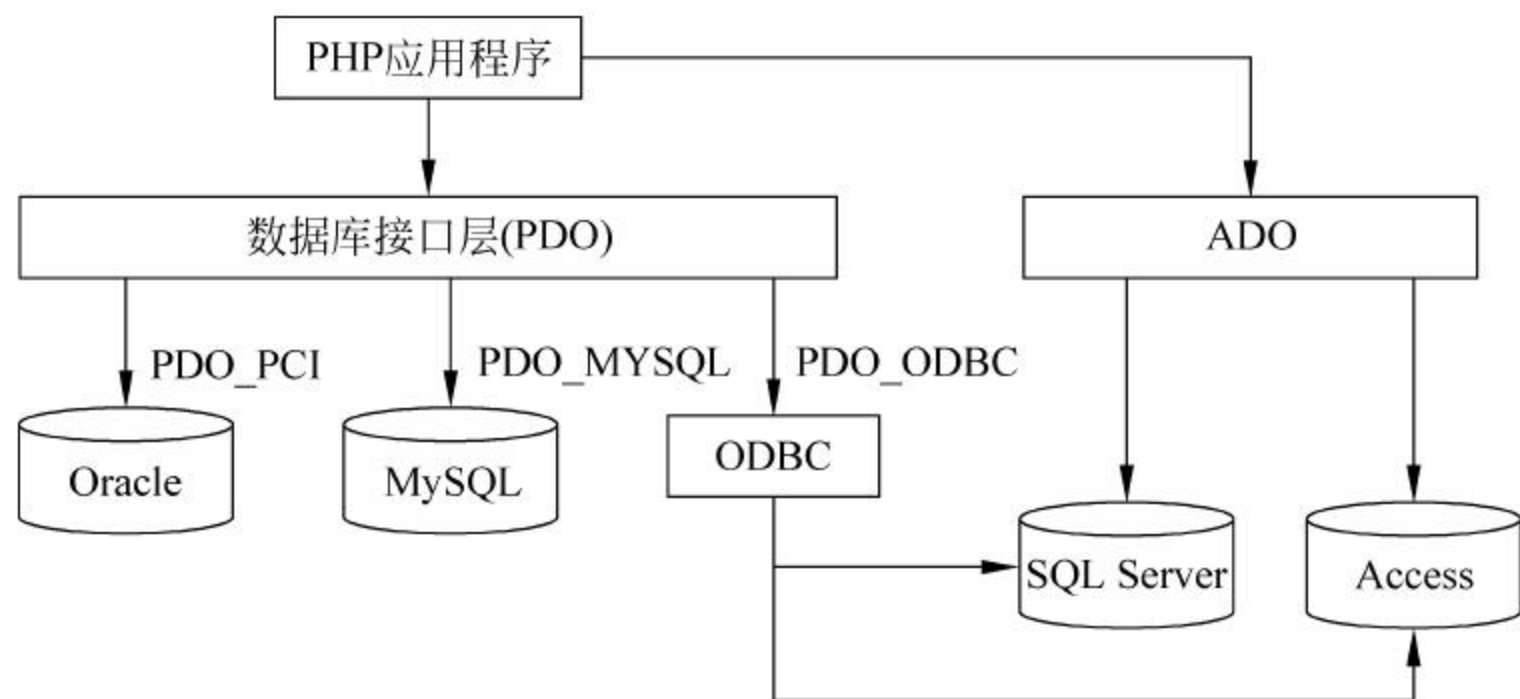 PHP应用程序
数据库接口层(PDO)
ADO
PDO_PCI
PDO_MYSQL
PDO_ODBC
Oracle
MySQL
ODBC
SQL Server
Access